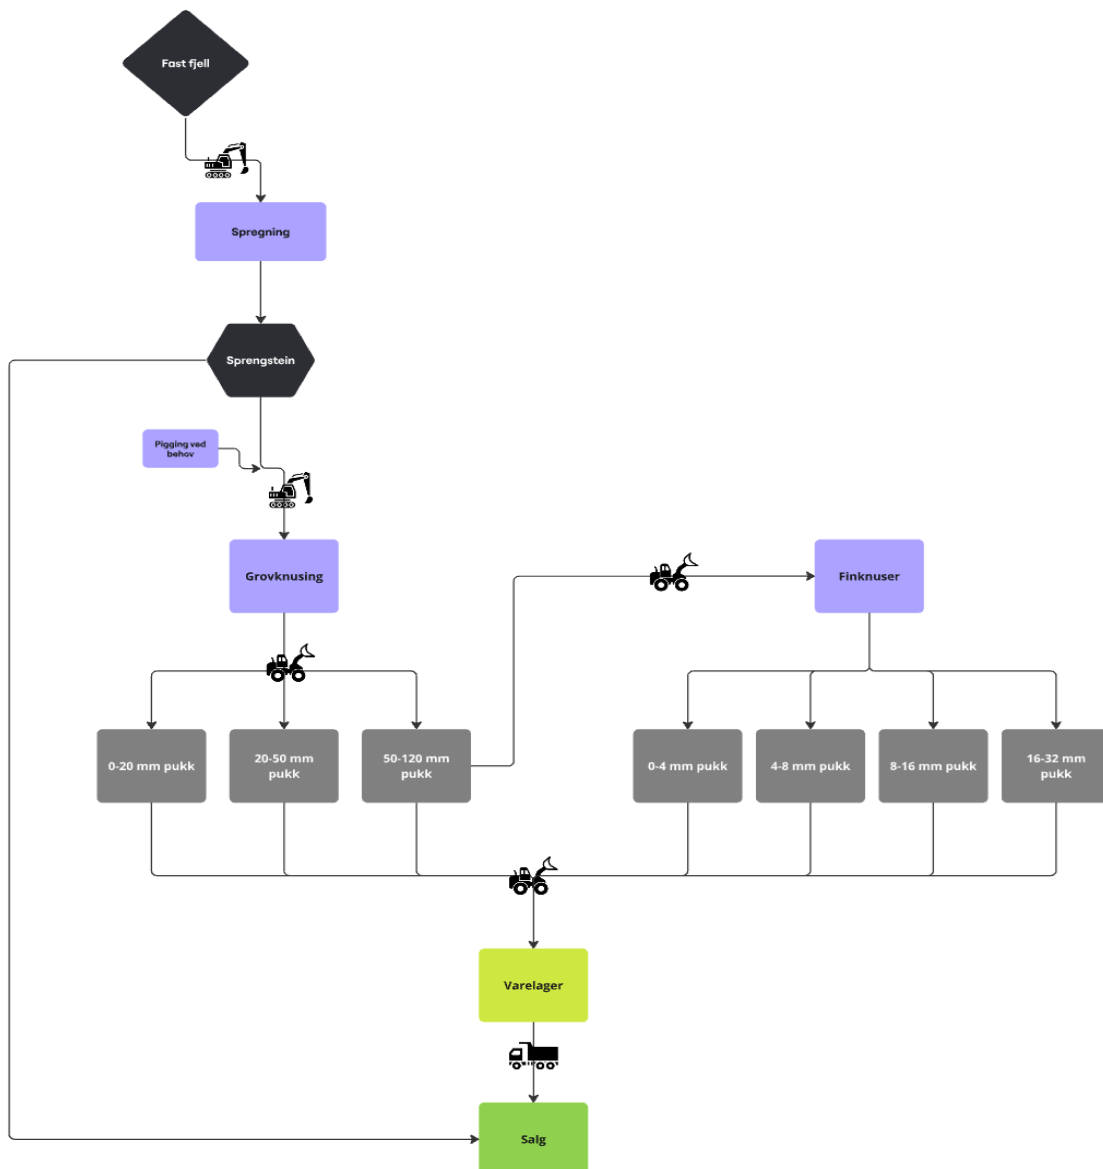 Fast fjell
Spregning
Sprengstein
Pigging ved
behov
Grovknusing
Finknuser
0-20 mm pukk
20-50 mm
pukk
50-120 mm
pukk
0-4 mm pukk
4-8 mm pukk
8-16 mm pukk
16-32 mm
pukk
Varelager
Salg